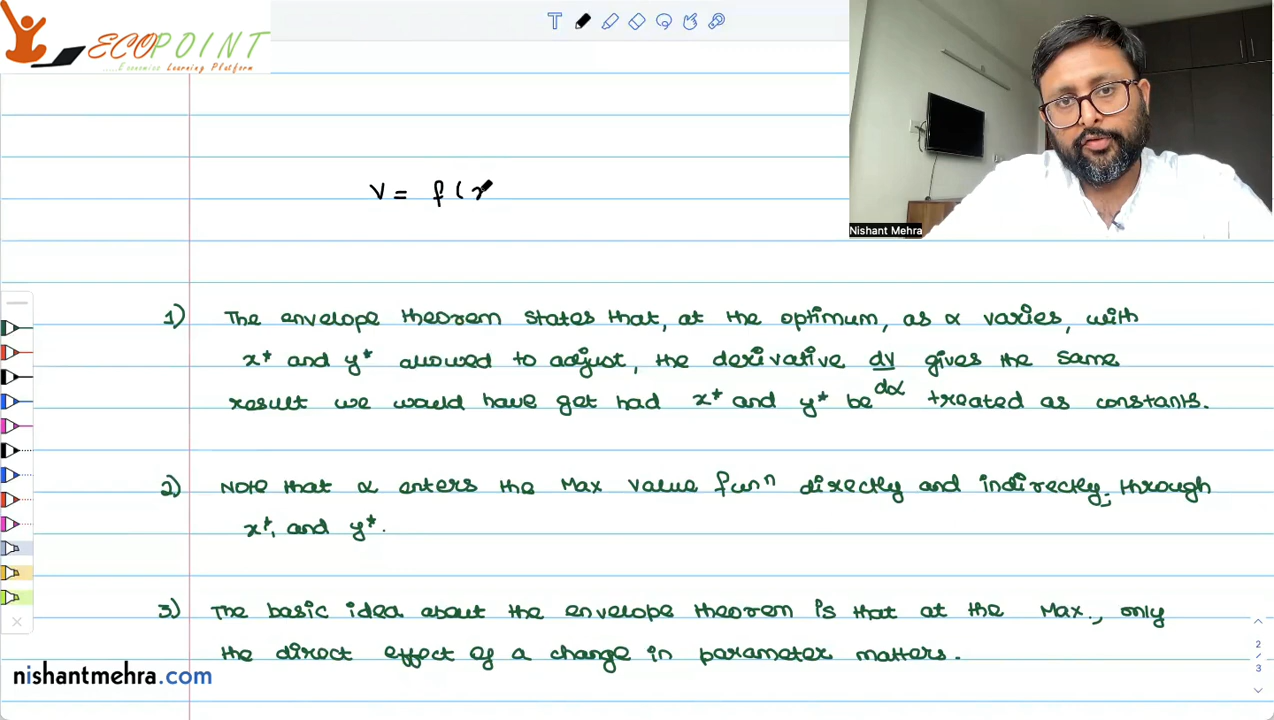 ECOPOINT
.....Economics Learning Platform
T
V = f(x
Nishant Mehra
1) The envelope theorem states that, at the optimum, as α varies, with
x* and y* allowed to adjust, the derivative dv/dα gives the same
result we would have get had x* and y* be treated as constants.
2) Note that α enters the Max value funⁿ directly and indirectly, through
x*, and y*.
3) The basic idea about the envelope theorem is that at the Max., only
the direct effect of a change in parameter matters.
2
/
3
nishantmehra.com